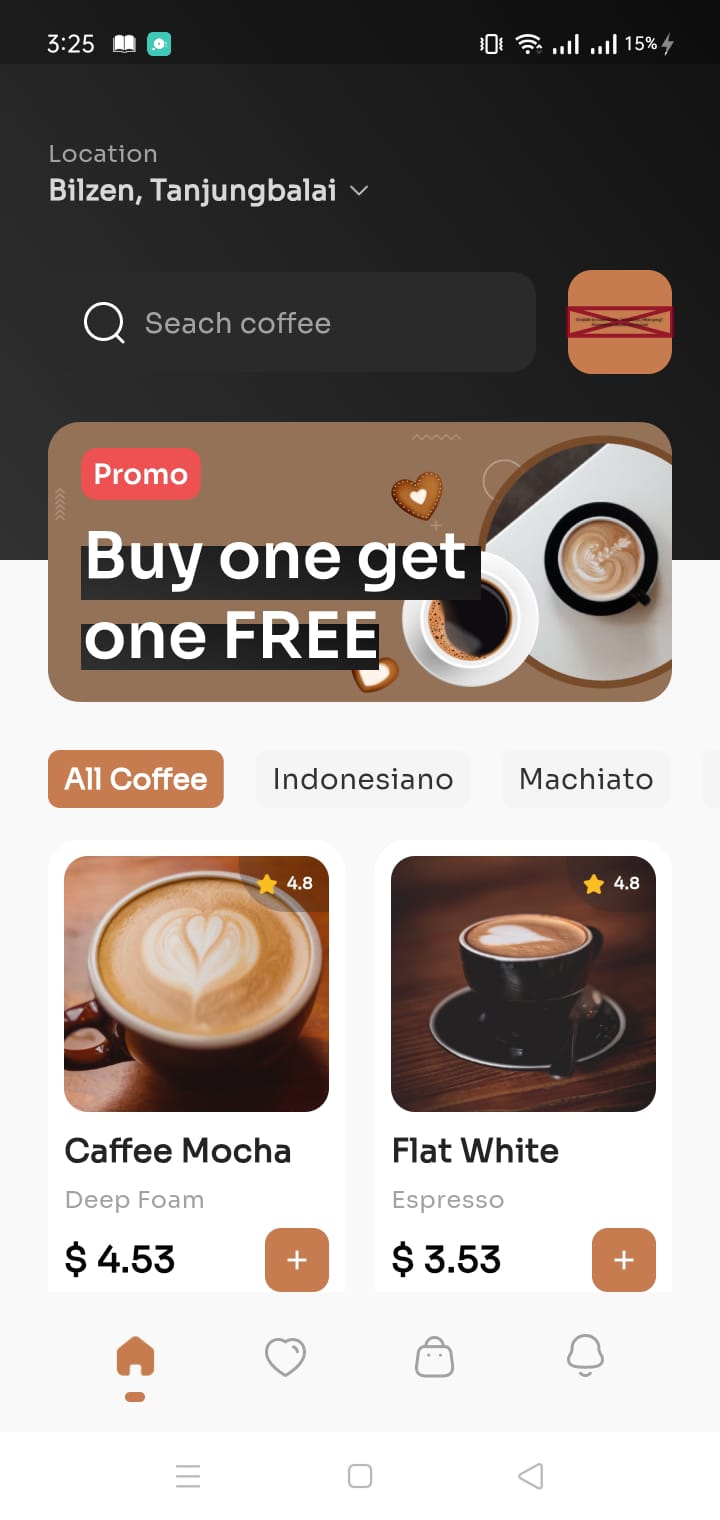 3:25
15%
Location
Bilzen, Tanjungbalai
Seach coffee
Promo
Buy one get
one FREE
All Coffee Indonesiano Machiato
4.8 4.8
Caffee Mocha Flat White
Deep Foam Espresso
$ 4.53 + $ 3.53 +